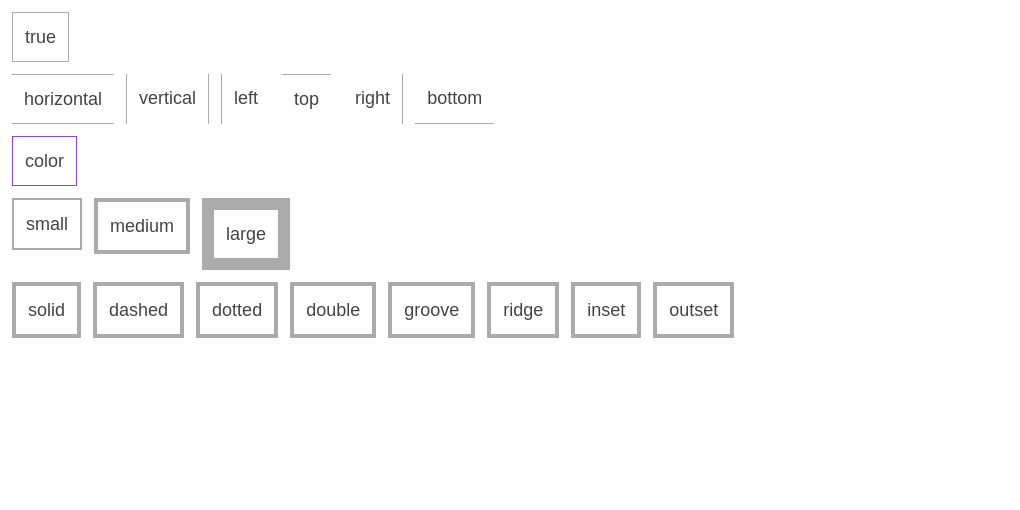 true
horizontal vertical left top right bottom
color
small medium large
solid dashed dotted double groove ridge inset outset